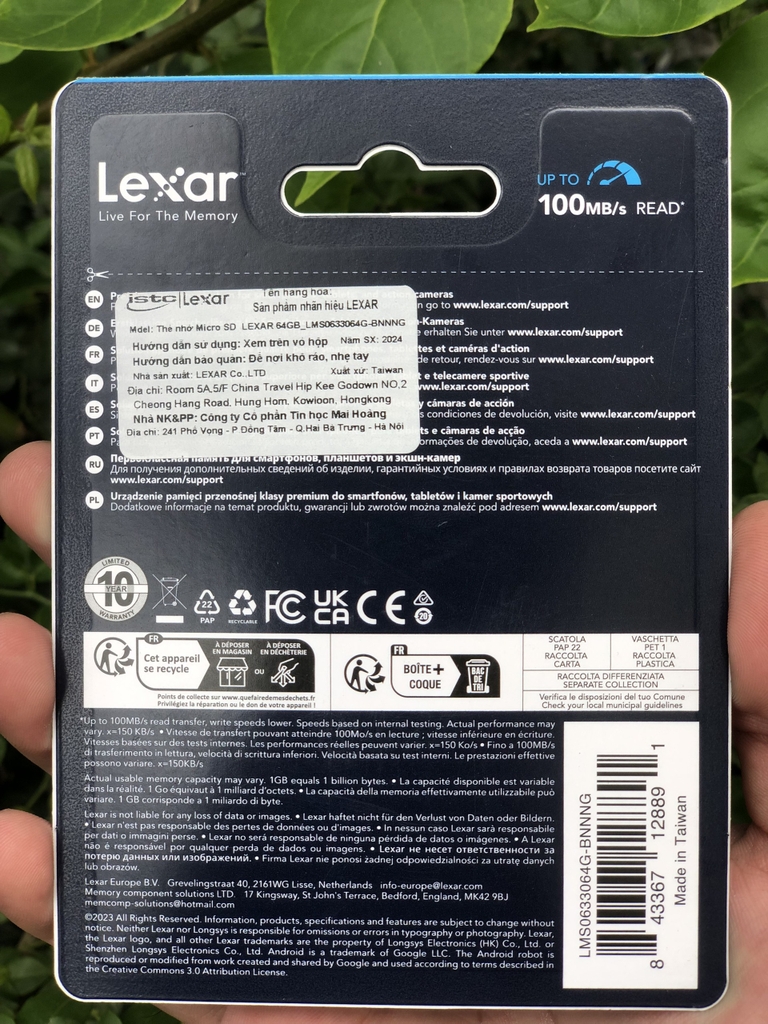 Lexar™
Live For The Memory
UP TO
100MB/s READ*
istc | Lexar
Tên hàng hóa:
Sản phẩm nhãn hiệu LEXAR
Mdel: Thẻ nhớ Micro SD LEXAR 64GB_LMS0633064G-BNNNG
Hướng dẫn sử dụng: Xem trên vỏ hộp Năm SX: 2024
Hướng dẫn bảo quản: Để nơi khô ráo, nhẹ tay
Nhà sản xuất: LEXAR Co..LTD Xuất xứ: Taiwan
Địa chỉ: Room 5A,5/F China Travel Hip Kee Godown NO,2
Cheong Hang Road, Hung Hom, Kowioon, Hongkong
Nhà NK&PP: Công ty Cổ phần Tin học Mai Hoàng
Địa chỉ: 241 Phố Vọng - P Đồng Tâm - Q.Hai Bà Trưng - Hà Nội
EN
cameras
go to www.lexar.com/support
DE
n-Kameras
erhalten Sie unter www.lexar.com/support
FR
et caméras d'action
de retour, rendez-vous sur www.lexar.com/support
IT
e telecamere sportive
www.lexar.com/support
ES
y cámaras de acción
condiciones de devolución, visite www.lexar.com/support
PT
s e câmaras de acção
ormações de devolução, aceda a www.lexar.com/support
RU
Первоклассная память для смартфонов, планшетов и экшн-камер
Для получения дополнительных сведений об изделии, гарантийных условиях и правилах возврата товаров посетите сайт
www.lexar.com/support
PL
Urządzenie pamięci przenośnej klasy premium do smartfonów, tabletów i kamer sportowych
Dodatkowe informacje na temat produktu, gwarancji lub zwrotów można znaleźć pod adresem www.lexar.com/support
LIMITED
10
YEAR
WARRANTY
22
PAP
RECYCLABLE
FC
UK
CA
CE
20
FR
Cet appareil
se recycle
À DÉPOSER
EN MAGASIN
OU
À DÉPOSER
EN DÉCHÈTERIE
Points de collecte sur www.quefairedemesdechets.fr
Privilégiez la réparation ou le don de votre appareil !
FR
BOÎTE +
COQUE
BAC
DE
TRI
SCATOLA
PAP 22
RACCOLTA
CARTA
VASCHETTA
PET 1
RACCOLTA
PLASTICA
RACCOLTA DIFFERENZIATA
SEPARATE COLLECTION
Verifica le disposizioni del tuo Comune
Check your local municipal guidelines
*Up to 100MB/s read transfer, write speeds lower. Speeds based on internal testing. Actual performance may
vary. x=150 KB/s • Vitesse de transfert pouvant atteindre 100Mo/s en lecture ; vitesse inférieure en écriture.
Vitesses basées sur des tests internes. Les performances réelles peuvent varier. x=150 Ko/s • Fino a 100MB/s
di trasferimento in lettura, velocità di scrittura inferiori. Velocità basata su test interni. Le prestazioni effettive
possono variare. x=150KB/s
Actual usable memory capacity may vary. 1GB equals 1 billion bytes. • La capacité disponible est variable
dans la réalité. 1 Go équivaut à 1 milliard d'octets. • La capacità della memoria effettivamente utilizzabile può
variare. 1 GB corrisponde a 1 miliardo di byte.
Lexar is not liable for any loss of data or images. • Lexar haftet nicht für den Verlust von Daten oder Bildern.
• Lexar n'est pas responsable des pertes de données ou d'images. • In nessun caso Lexar sarà responsabile
per dati o immagini perse. • Lexar no será responsable de ninguna pérdida de datos o imágenes. • A Lexar
não é responsável por qualquer perda de dados ou imagens. • Lexar не несет ответственности за
потерю данных или изображений. • Firma Lexar nie ponosi żadnej odpowiedzialności za utratę danych
lub obrazów.
Lexar Europe B.V. Grevelingstraat 40, 2161WG Lisse, Netherlands info-europe@lexar.com
Memory component solutions LTD. 17 Kingsway, St John's Terrace, Bedford, England, MK42 9BJ
memcomp-solutions@hotmail.com
©2023 All Rights Reserved. Information, products, specifications and features are subject to change without
notice. Neither Lexar nor Longsys is responsible for omissions or errors in typography or photography. Lexar,
the Lexar logo, and all other Lexar trademarks are the property of Longsys Electronics (HK) Co., Ltd. or
Shenzhen Longsys Electronics Co., Ltd. Android is a trademark of Google LLC. The Android robot is
reproduced or modified from work created and shared by Google and used according to terms described in
the Creative Commons 3.0 Attribution License.
LMS0633064G-BNNNG
8 43367 12889 1
Made in Taiwan